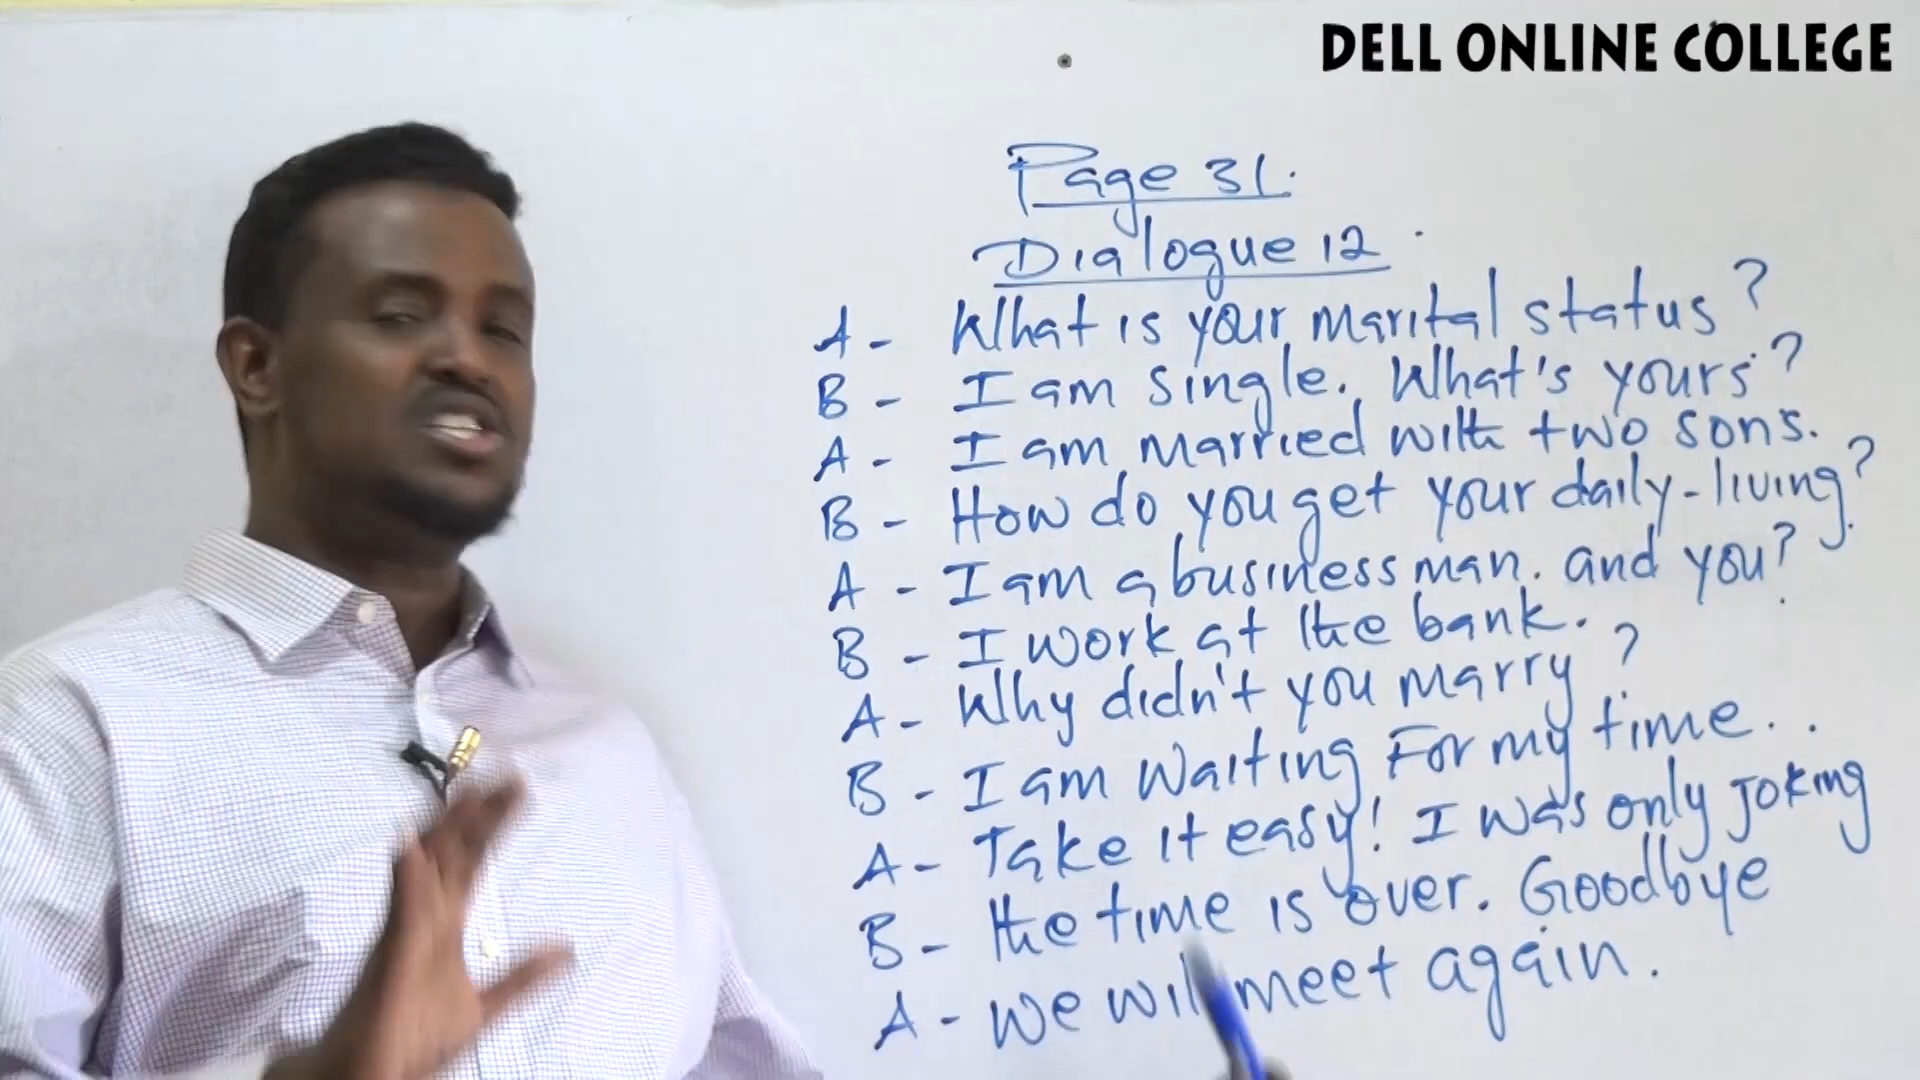 DELL ONLINE COLLEGE
Page 31.
Dialogue 12
A - What is your marital status?
B - I am single. What's yours?
A - I am married with two sons.
B - How do you get your daily-living?
A - I am a business man. and you?
B - I work at the bank.
A - Why didn't you marry?
B - I am waiting For my time..
A - Take it easy! I was only joking
B - the time is over. Goodbye
A - we will meet again.